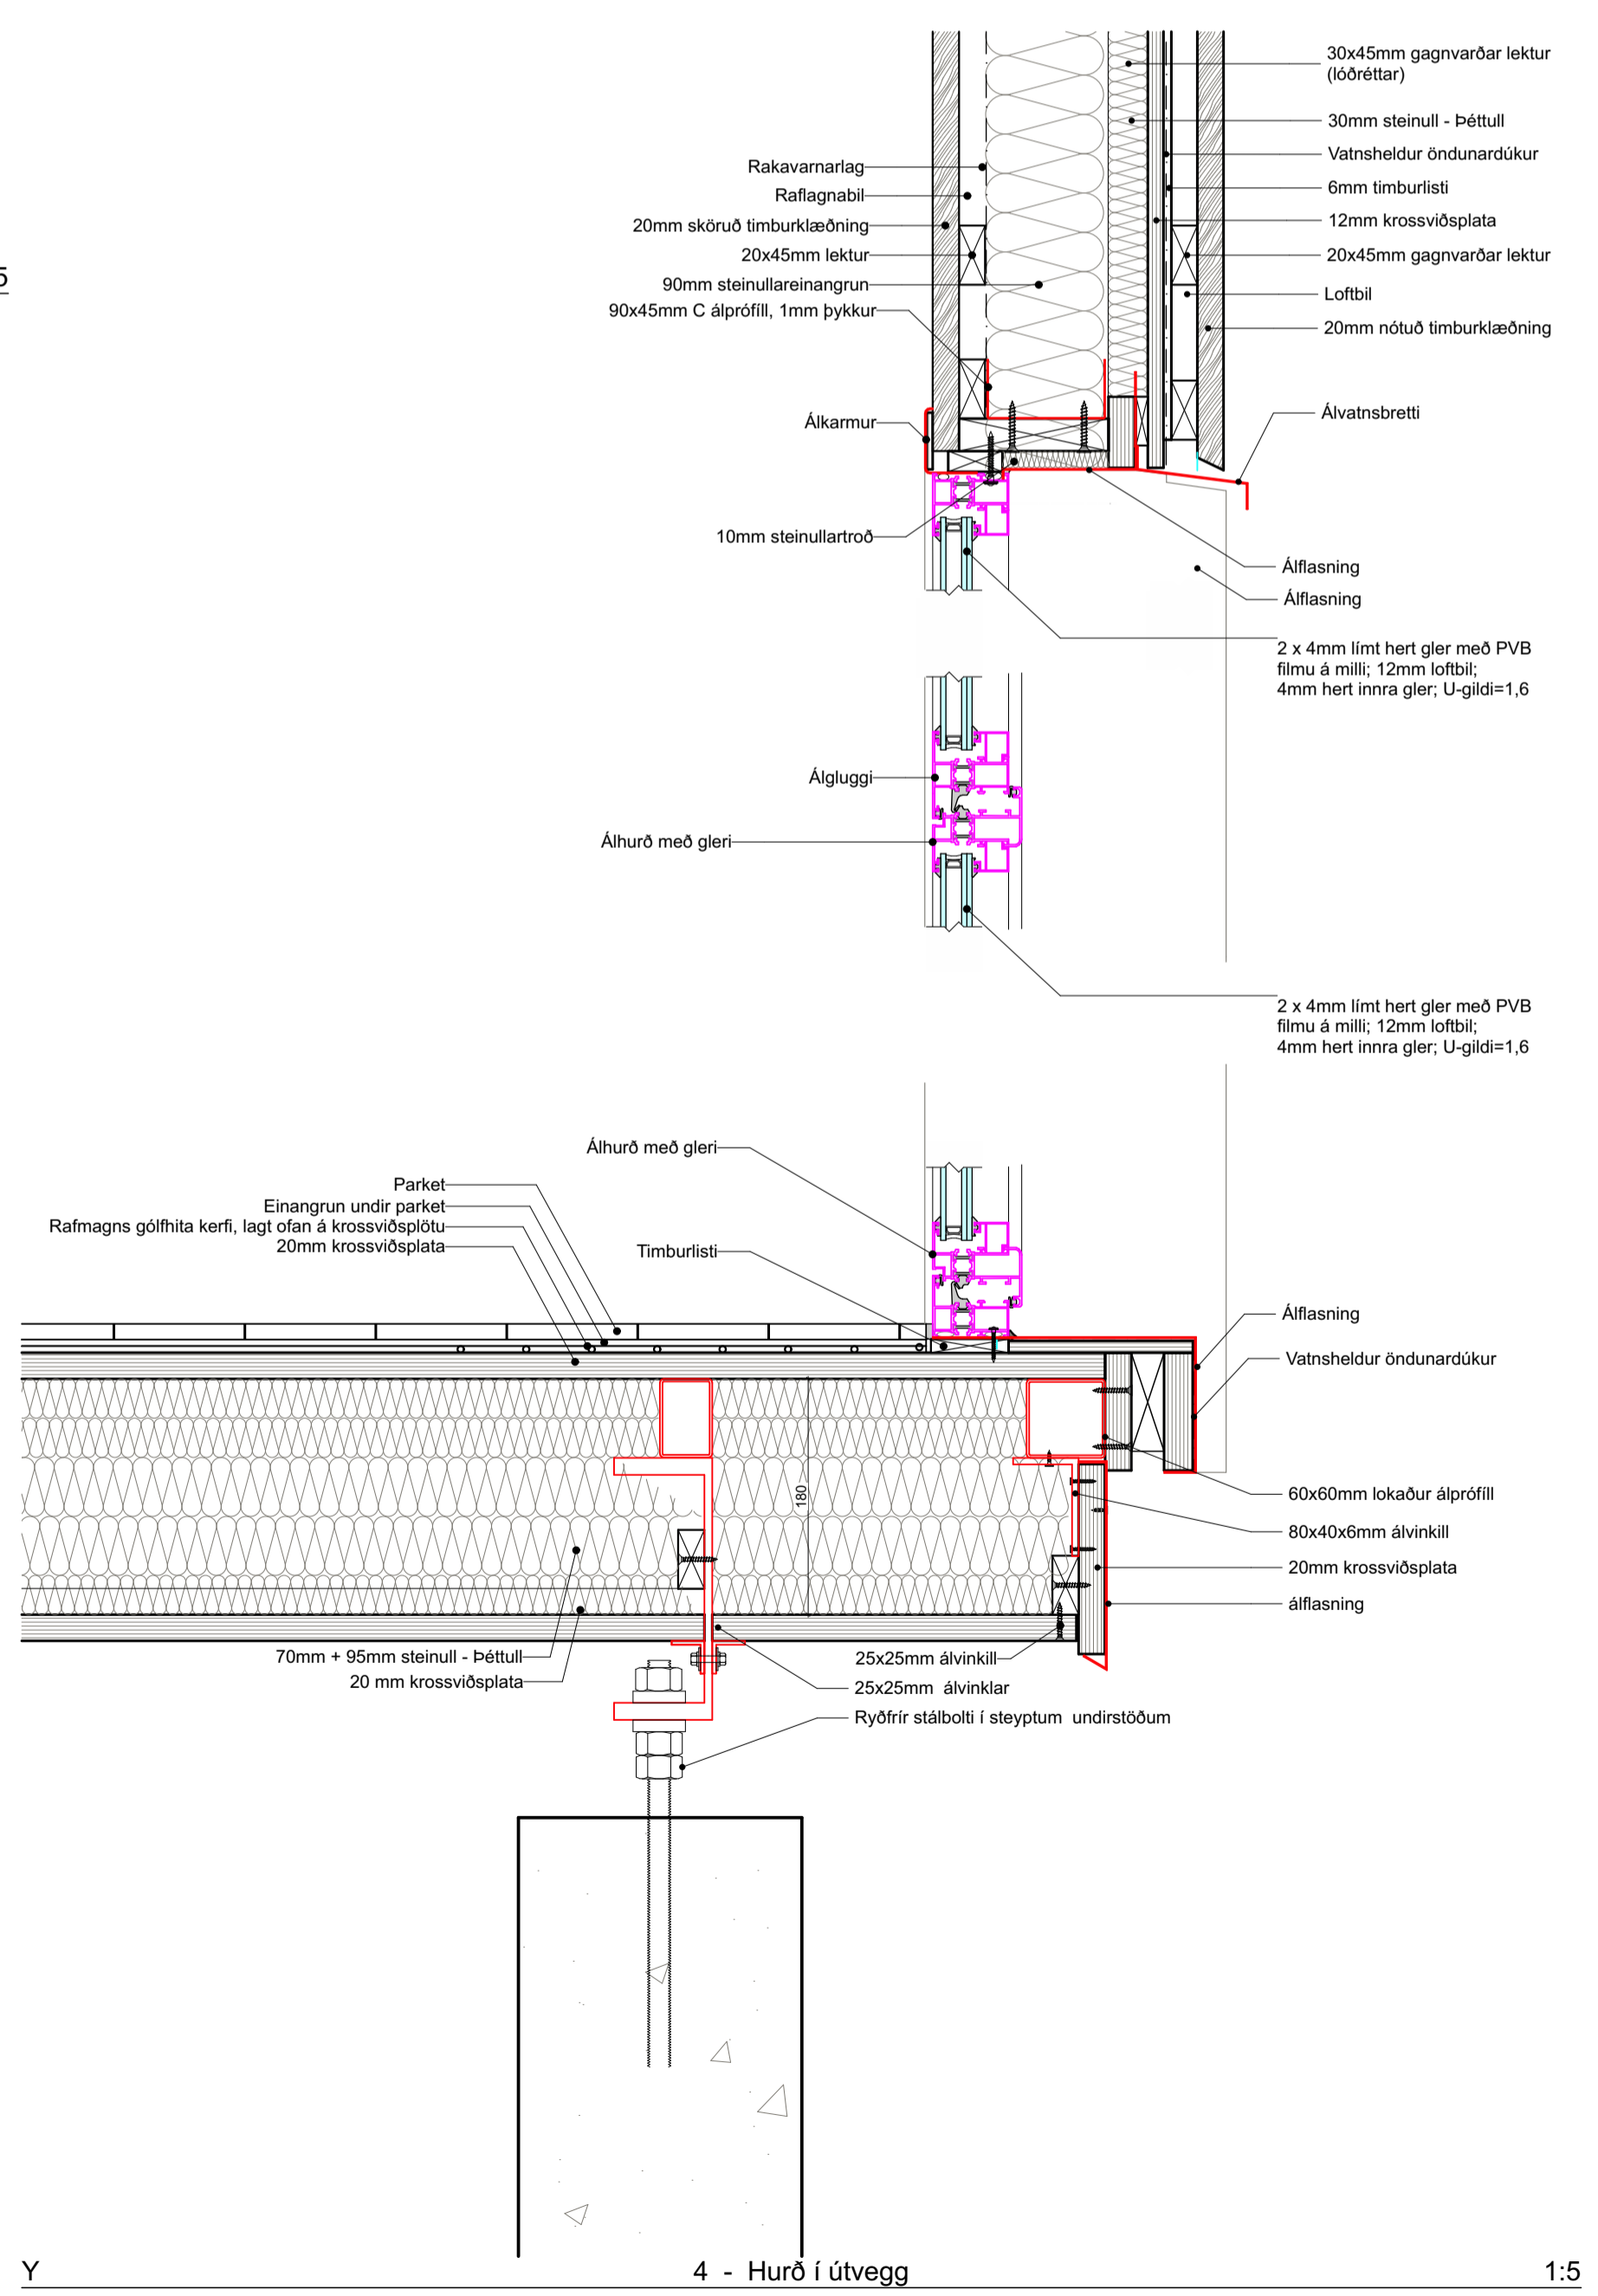 30x45mm gagnvarðar lektur
(lóðréttar)
30mm steinull - Þéttull
Vatnsheldur öndunardúkur
6mm timburlisti
12mm krossviðsplata
20x45mm gagnvarðar lektur
Loftbil
20mm nótuð timburklæðning
Álvatnsbretti
Rakavarnarlag
Raflagnabil
20mm sköruð timburklæðning
20x45mm lektur
90mm steinullareinangrun
90x45mm C álprófíll, 1mm þykkur
Álkarmur
10mm steinullartroð
5
Álflasning
Álflasning
2 x 4mm límt hert gler með PVB
filmu á milli; 12mm loftbil;
4mm hert innra gler; U-gildi=1,6
Álgluggi
Álhurð með gleri
2 x 4mm límt hert gler með PVB
filmu á milli; 12mm loftbil;
4mm hert innra gler; U-gildi=1,6
Álhurð með gleri
Parket
Einangrun undir parket
Rafmagns gólfhita kerfi, lagt ofan á krossviðsplötu
20mm krossviðsplata
Timburlisti
Álflasning
Vatnsheldur öndunardúkur
180
60x60mm lokaður álprófíll
80x40x6mm álvinkill
20mm krossviðsplata
álflasning
70mm + 95mm steinull - Þéttull
20 mm krossviðsplata
25x25mm álvinkill
25x25mm álvinklar
Ryðfrír stálbolti í steyptum undirstöðum
Y
4 - Hurð í útvegg
1:5